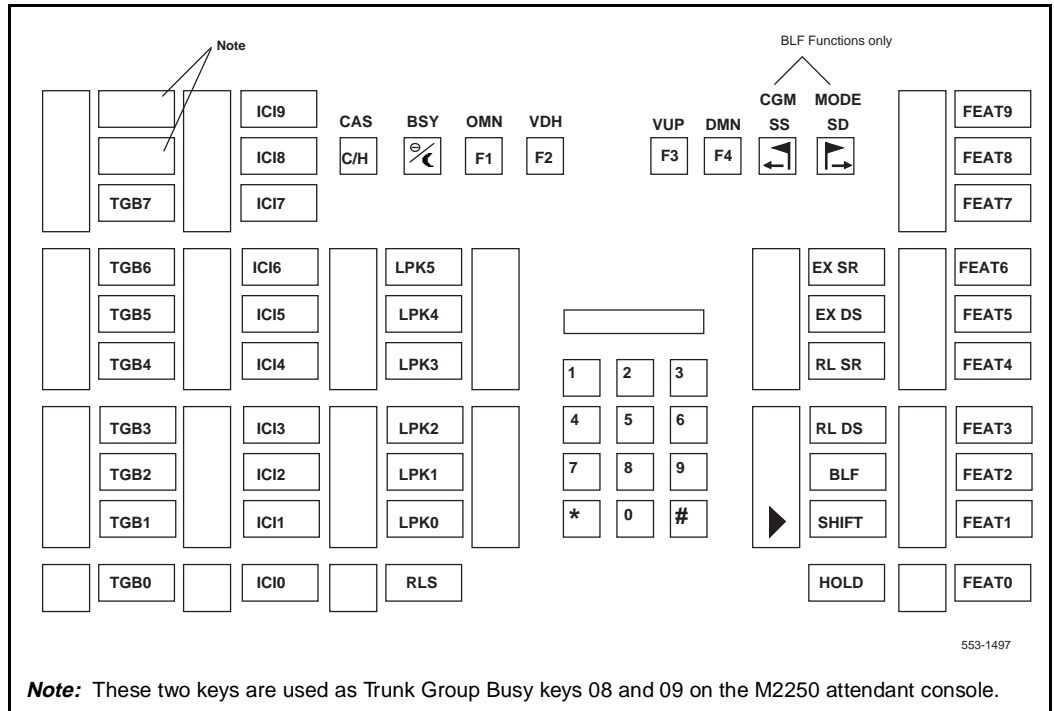 Note
BLF Functions only
CGM MODE
CAS BSY OMN VDH VUP DMN SS SD
ICI9 FEAT9
ICI8 C/H F1 F2 F3 F4 FEAT8
TGB7 ICI7 FEAT7
TGB6 ICI6 LPK5 EX SR FEAT6
TGB5 ICI5 LPK4 EX DS FEAT5
TGB4 ICI4 LPK3 RL SR FEAT4
1 2 3
TGB3 ICI3 LPK2 4 5 6 RL DS FEAT3
TGB2 ICI2 LPK1 7 8 9 BLF FEAT2
TGB1 ICI1 LPK0 * 0 # SHIFT FEAT1
TGB0 ICI0 RLS HOLD FEAT0
553-1497
Note: These two keys are used as Trunk Group Busy keys 08 and 09 on the M2250 attendant console.